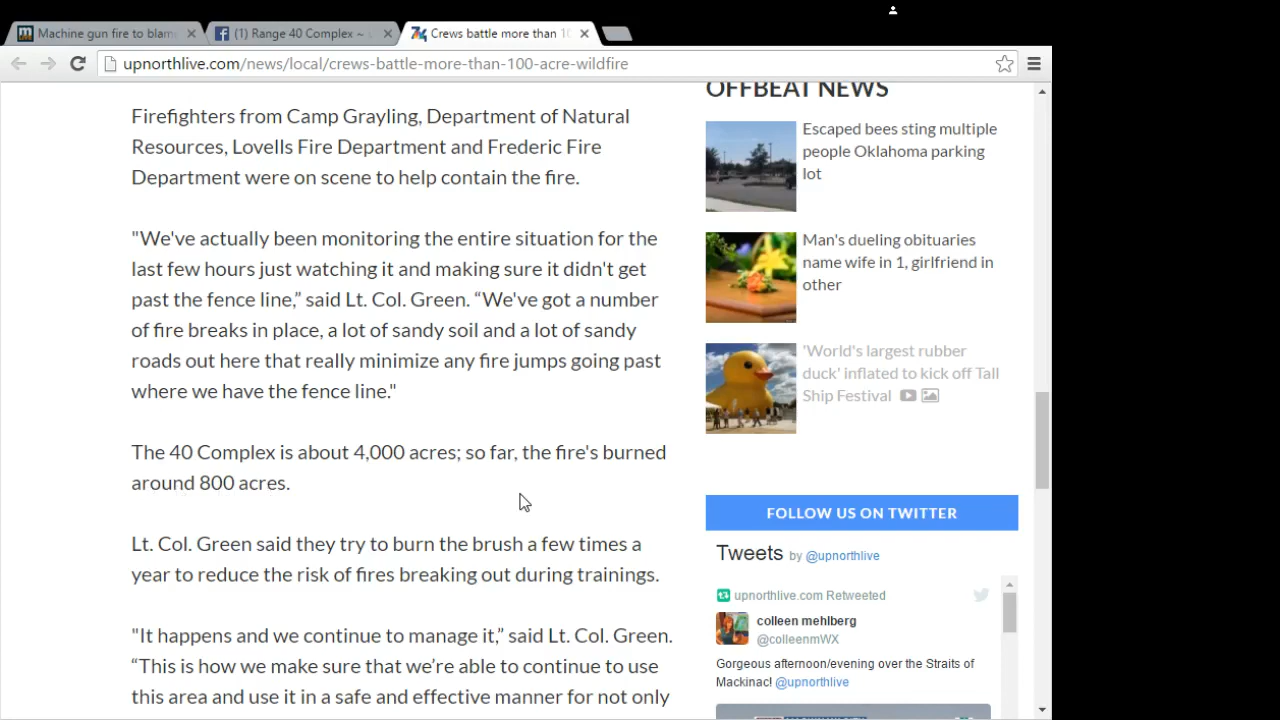 Machine gun fire to blam
(1) Range 40 Complex ~
Crews battle more than 10
upnorthlive.com/news/local/crews-battle-more-than-100-acre-wildfire
Firefighters from Camp Grayling, Department of Natural
Resources, Lovells Fire Department and Frederic Fire
Department were on scene to help contain the fire.
"We've actually been monitoring the entire situation for the
last few hours just watching it and making sure it didn't get
past the fence line,” said Lt. Col. Green. “We've got a number
of fire breaks in place, a lot of sandy soil and a lot of sandy
roads out here that really minimize any fire jumps going past
where we have the fence line."
The 40 Complex is about 4,000 acres; so far, the fire's burned
around 800 acres.
Lt. Col. Green said they try to burn the brush a few times a
year to reduce the risk of fires breaking out during trainings.
"It happens and we continue to manage it,” said Lt. Col. Green.
“This is how we make sure that we’re able to continue to use
this area and use it in a safe and effective manner for not only
OFFBEAT NEWS
Escaped bees sting multiple
people Oklahoma parking
lot
Man's dueling obituaries
name wife in 1, girlfriend in
other
'World's largest rubber
duck' inflated to kick off Tall
Ship Festival
FOLLOW US ON TWITTER
Tweets by @upnorthlive
upnorthlive.com Retweeted
colleen mehlberg
@colleenmWX
Gorgeous afternoon/evening over the Straits of
Mackinac! @upnorthlive